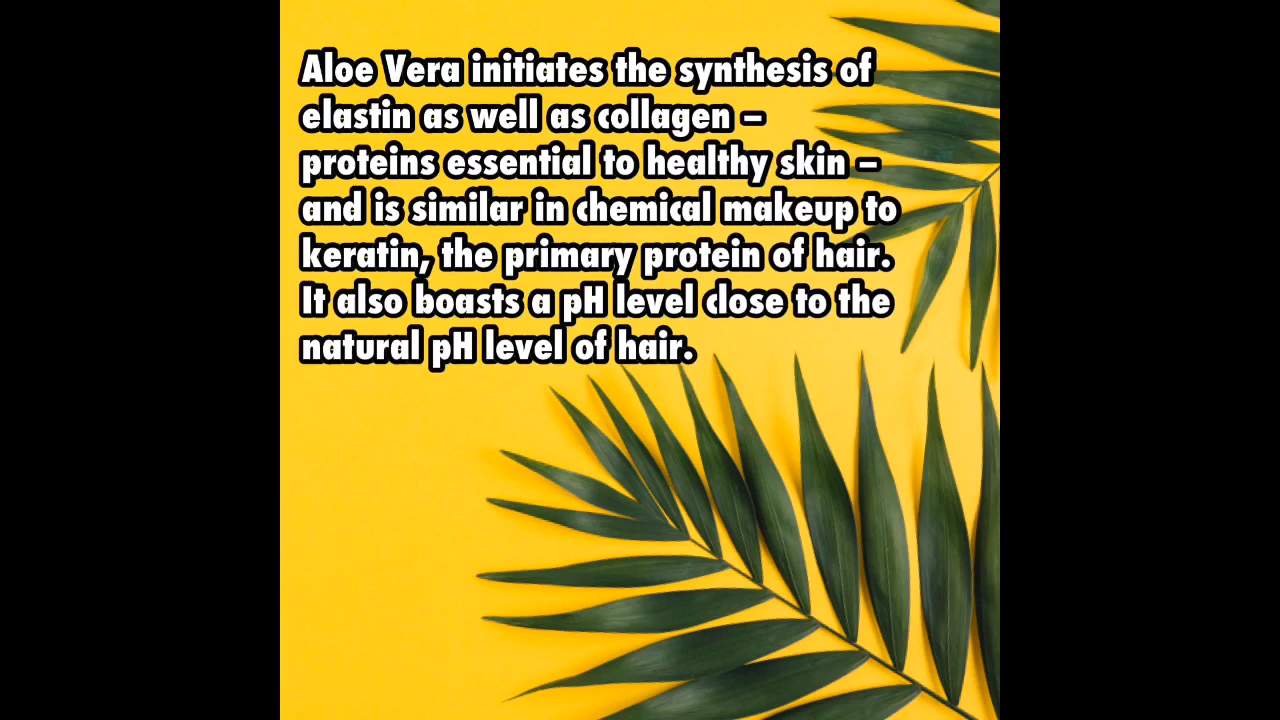 Aloe Vera initiates the synthesis of
elastin as well as collagen –
proteins essential to healthy skin –
and is similar in chemical makeup to
keratin, the primary protein of hair.
It also boasts a pH level close to the
natural pH level of hair.